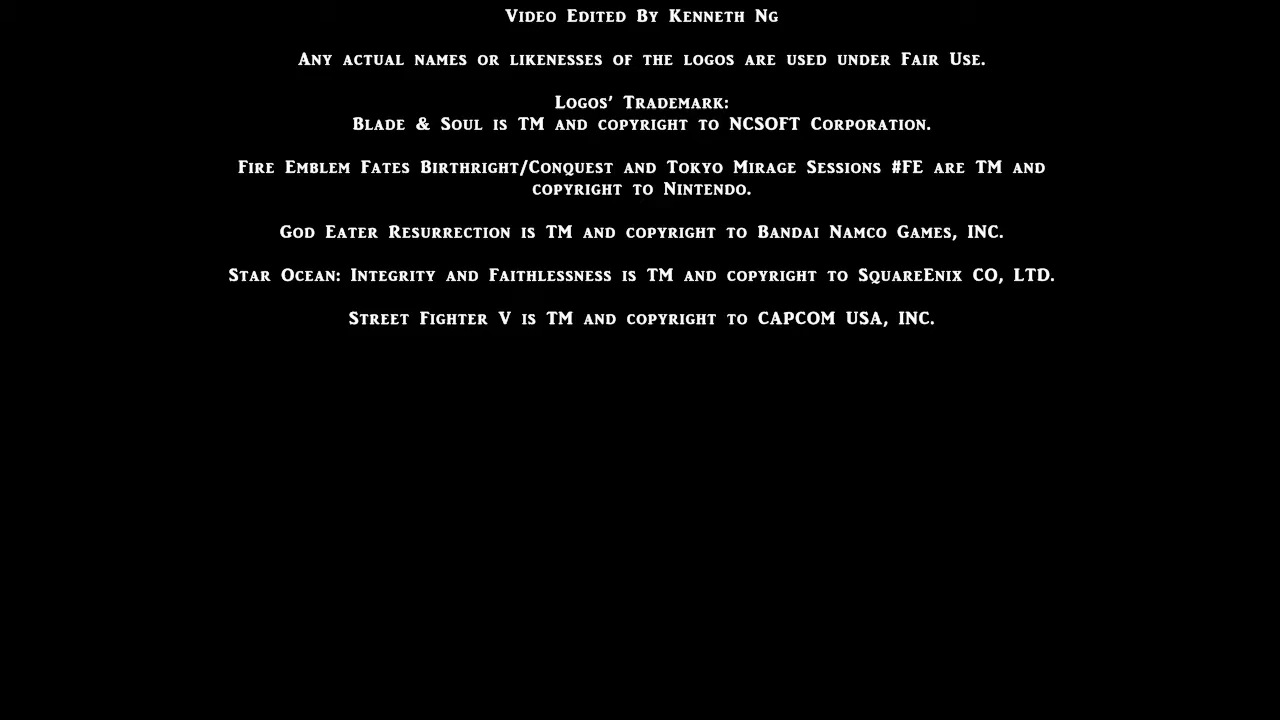 Video Edited By Kenneth Ng
Any actual names or likenesses of the logos are used under Fair Use.
Logos' Trademark:
Blade & Soul is TM and copyright to NCSOFT Corporation.
Fire Emblem Fates Birthright/Conquest and Tokyo Mirage Sessions #FE are TM and
copyright to Nintendo.
God Eater Resurrection is TM and copyright to Bandai Namco Games, INC.
Star Ocean: Integrity and Faithlessness is TM and copyright to SquareEnix CO, LTD.
Street Fighter V is TM and copyright to CAPCOM USA, INC.